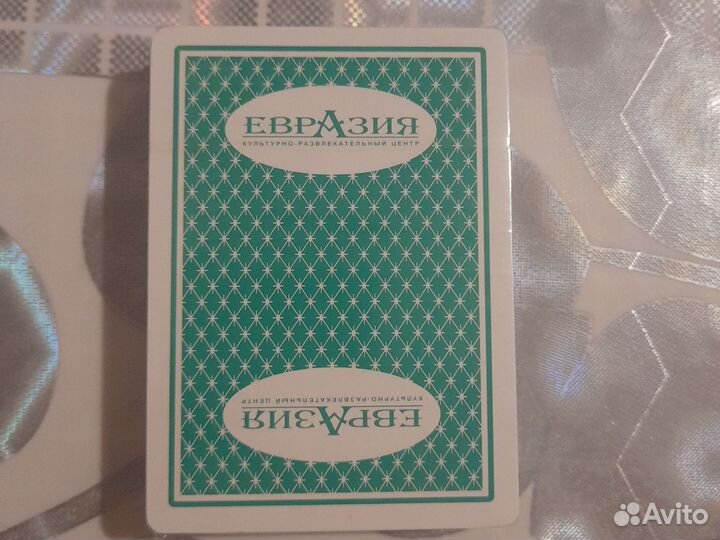 ЕВРАЗИЯ
КУЛЬТУРНО-РАЗВЛЕКАТЕЛЬНЫЙ ЦЕНТР
ЕВРАЗИЯ
КУЛЬТУРНО-РАЗВЛЕКАТЕЛЬНЫЙ ЦЕНТР
Avito